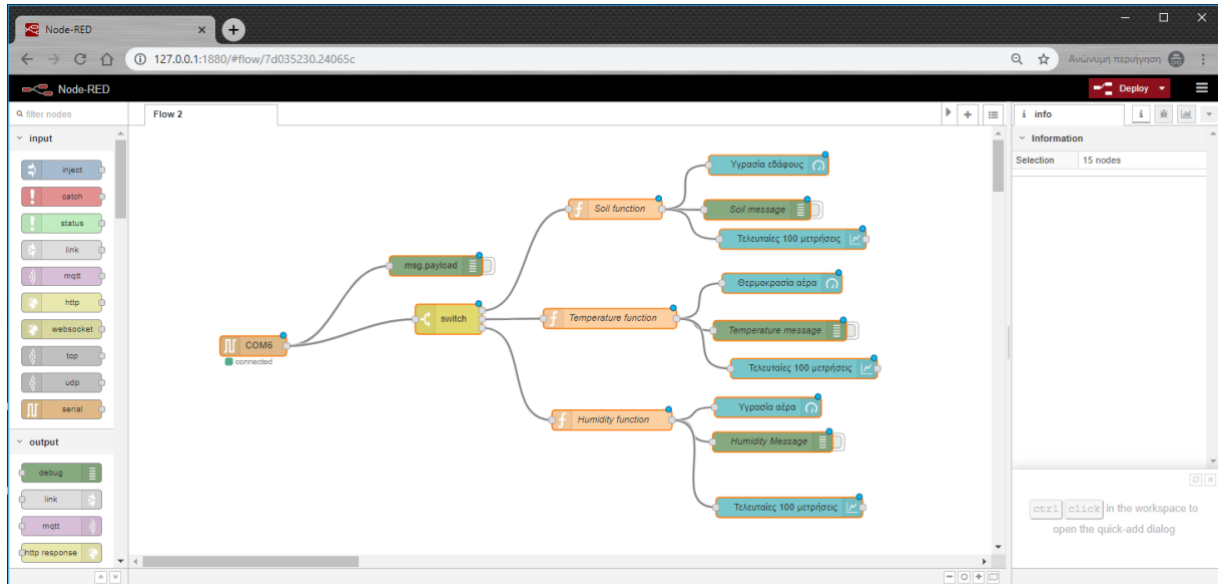 Node-RED
127.0.0.1:1880/#flow/7d035230.24065c
Ανώνυμη περιήγηση
Node-RED
Deploy
filter nodes
Flow 2
i info
i
input
inject
catch
status
link
mqtt
http
websocket
tcp
udp
serial
output
debug
link
mqtt
http response
COM6
connected
msg.payload
switch
Soil function
Temperature function
Humidity function
Υγρασία εδάφους
Soil message
Τελευταίες 100 μετρήσεις
Θερμοκρασία αέρα
Temperature message
Τελευταίες 100 μετρήσεις
Υγρασία αέρα
Humidity Message
Τελευταίες 100 μετρήσεις
Information
Selection 15 nodes
ctrl click in the workspace to
open the quick-add dialog